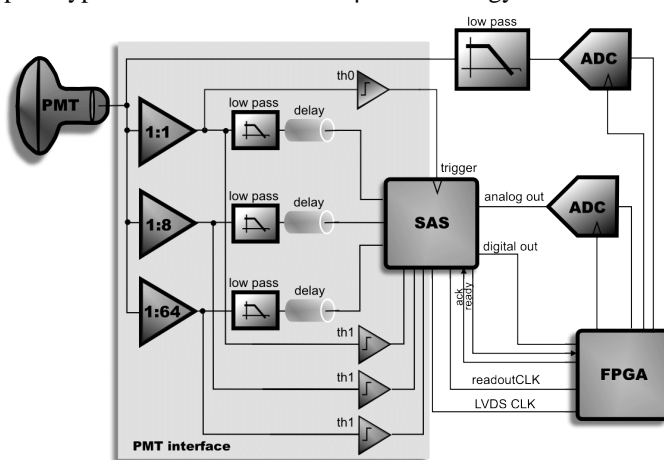 low pass
ADC
th0
PMT
low pass
delay
1:1
trigger
low pass
delay
analog out
1:8
SAS
ADC
digital out
low pass
delay
ack
ready
1:64
th1
FPGA
th1
readoutCLK
LVDS CLK
th1
PMT interface